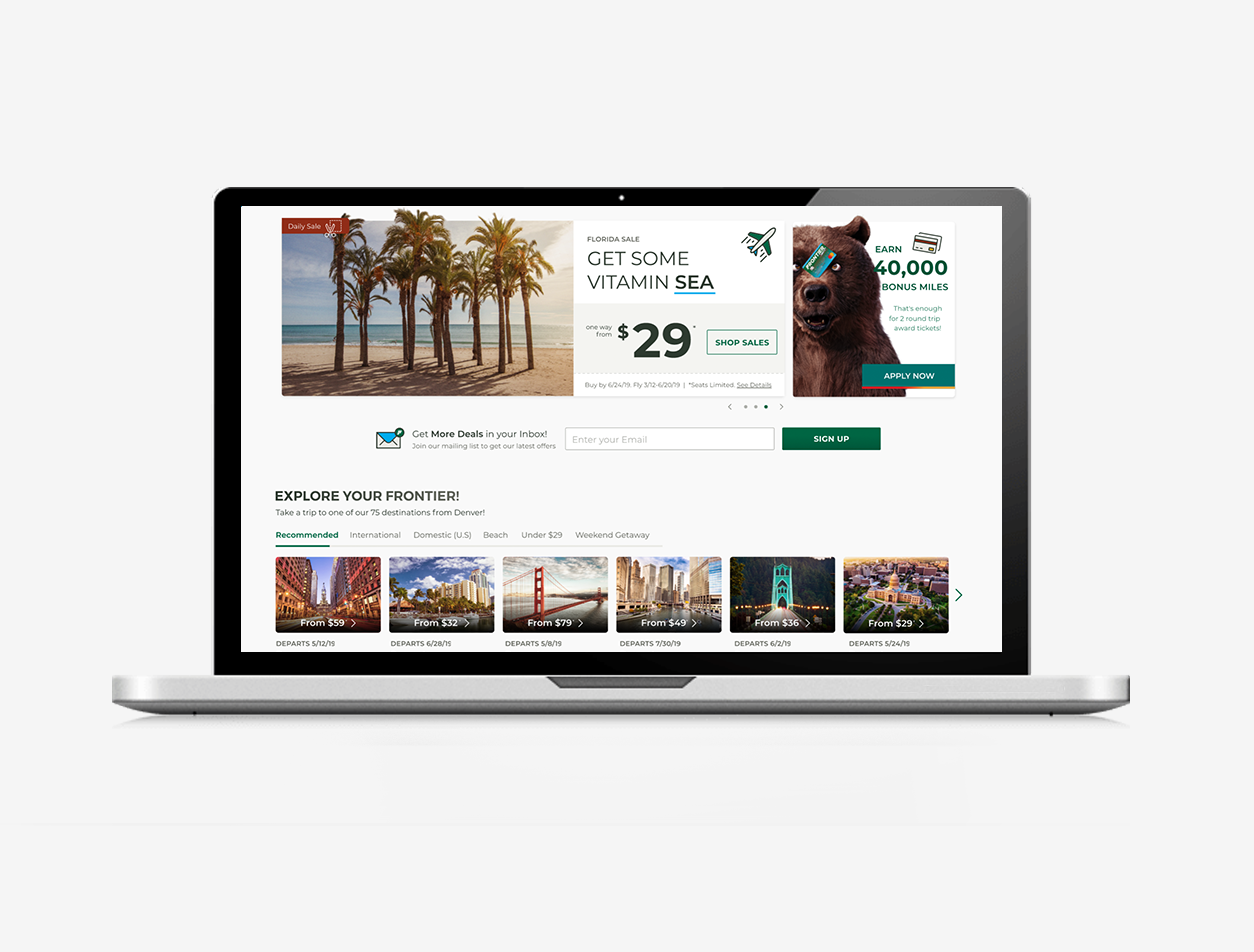 Daily Sale
FLORIDA SALE
GET SOME
VITAMIN SEA
one way
from
$29*
SHOP SALES
Buy by 6/24/19. Fly 3/12-6/20/19 | *Seats Limited. See Details
FRONTIER
EARN
40,000
BONUS MILES
That's enough
for 2 round trip
award tickets!
APPLY NOW
Get More Deals in your Inbox!
Join our mailing list to get our latest offers
Enter your Email
SIGN UP
EXPLORE YOUR FRONTIER!
Take a trip to one of our 75 destinations from Denver!
Recommended International Domestic (U.S) Beach Under $29 Weekend Getaway
From $59 From $32 From $79 From $49 From $36 From $29
DEPARTS 5/12/19 DEPARTS 6/28/19 DEPARTS 5/8/19 DEPARTS 7/30/19 DEPARTS 6/2/19 DEPARTS 5/24/19